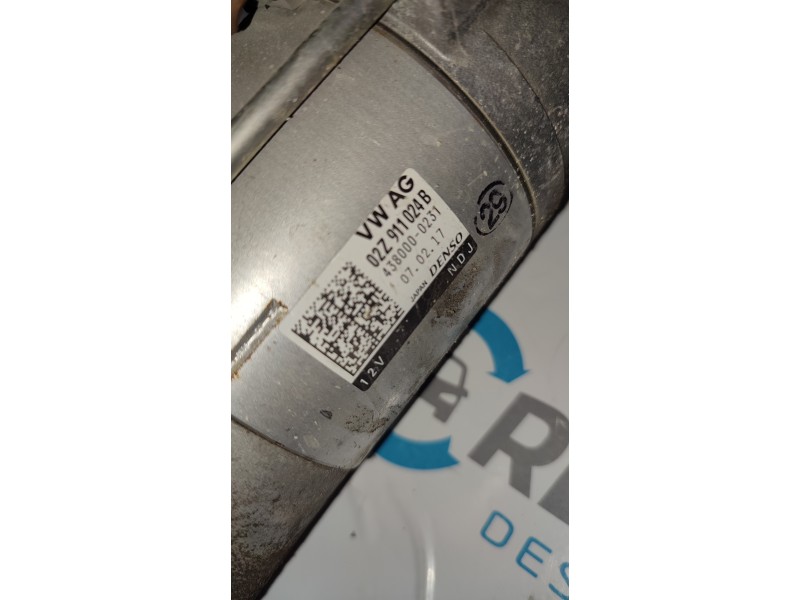 VW AG
02Z 911 024 B
438000-0231
07.02.17
JAPAN DENSO
12V NDJ
29
DES